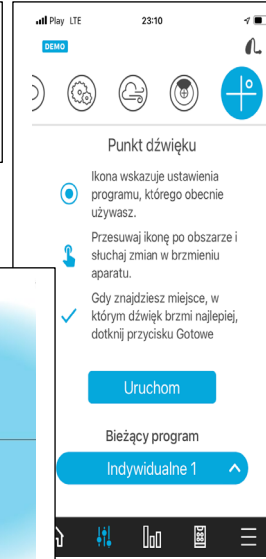 Play LTE 23:10
DEMO
Punkt dźwięku
Ikona wskazuje ustawienia
programu, którego obecnie
używasz.
Przesuwaj ikonę po obszarze i
słuchaj zmian w brzmieniu
aparatu.
Gdy znajdziesz miejsce, w
którym dźwięk brzmi najlepiej,
dotknij przycisku Gotowe
Uruchom
Bieżący program
Indywidualne 1